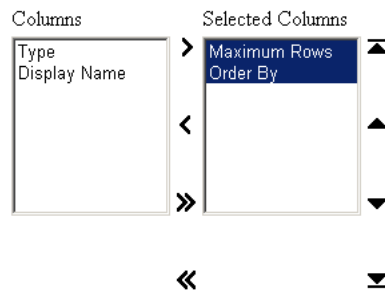 Columns
Selected Columns
Type
Display Name
Maximum Rows
Order By